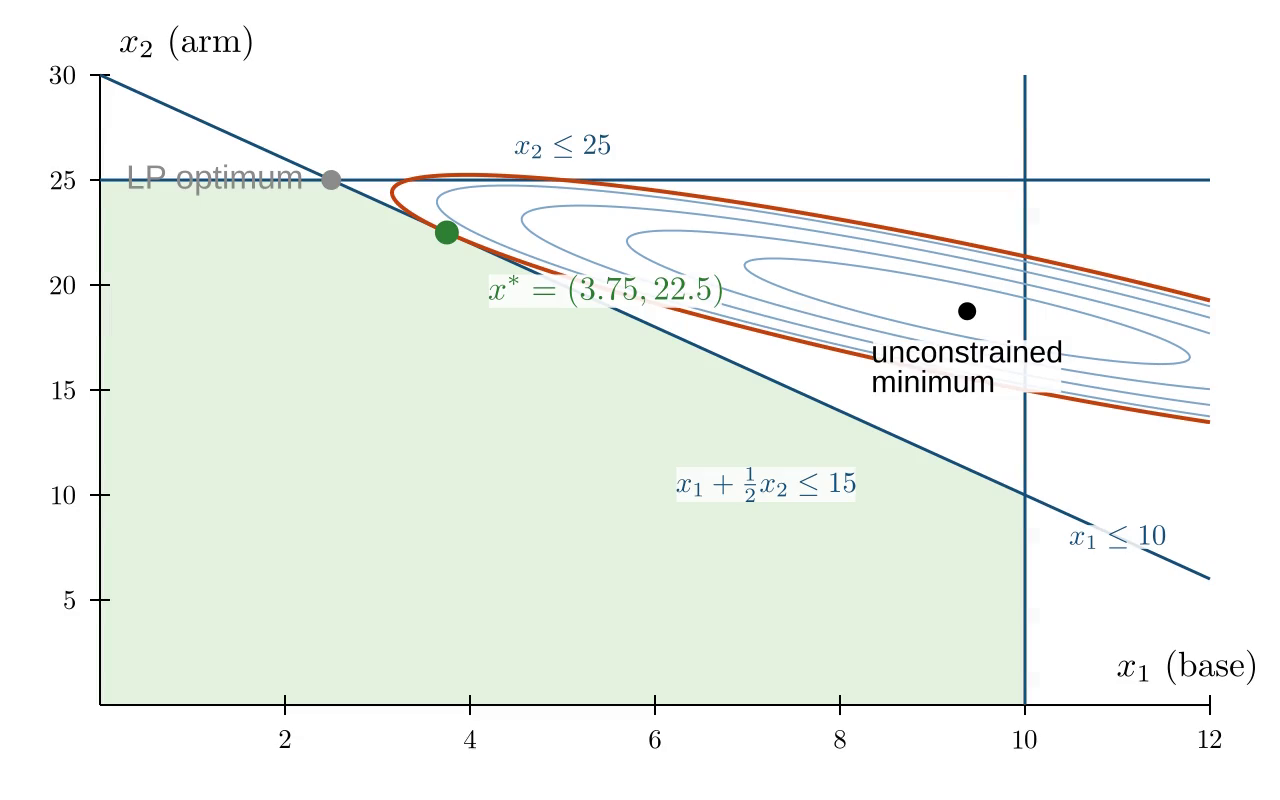 x₂ (arm)
30
x₂ ≤ 25
25
LP optimum
20
x* = (3.75, 22.5)
unconstrained
minimum
15
10
x₁ + ½x₂ ≤ 15
x₁ ≤ 10
5
x₁ (base)
2 4 6 8 10 12